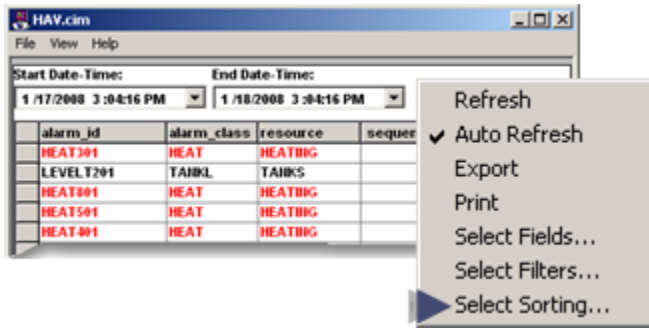 HAV.cim
File View Help
Start Date-Time: End Date-Time:
1 /17/2008 3 :04:16 PM 1 /18/2008 3 :04:16 PM
alarm_id alarm_class resource sequen
HEAT301 HEAT HEATING
LEVELT201 TANKL TANKS
HEAT801 HEAT HEATING
HEAT501 HEAT HEATING
HEAT401 HEAT HEATING
Refresh
Auto Refresh
Export
Print
Select Fields...
Select Filters...
Select Sorting...